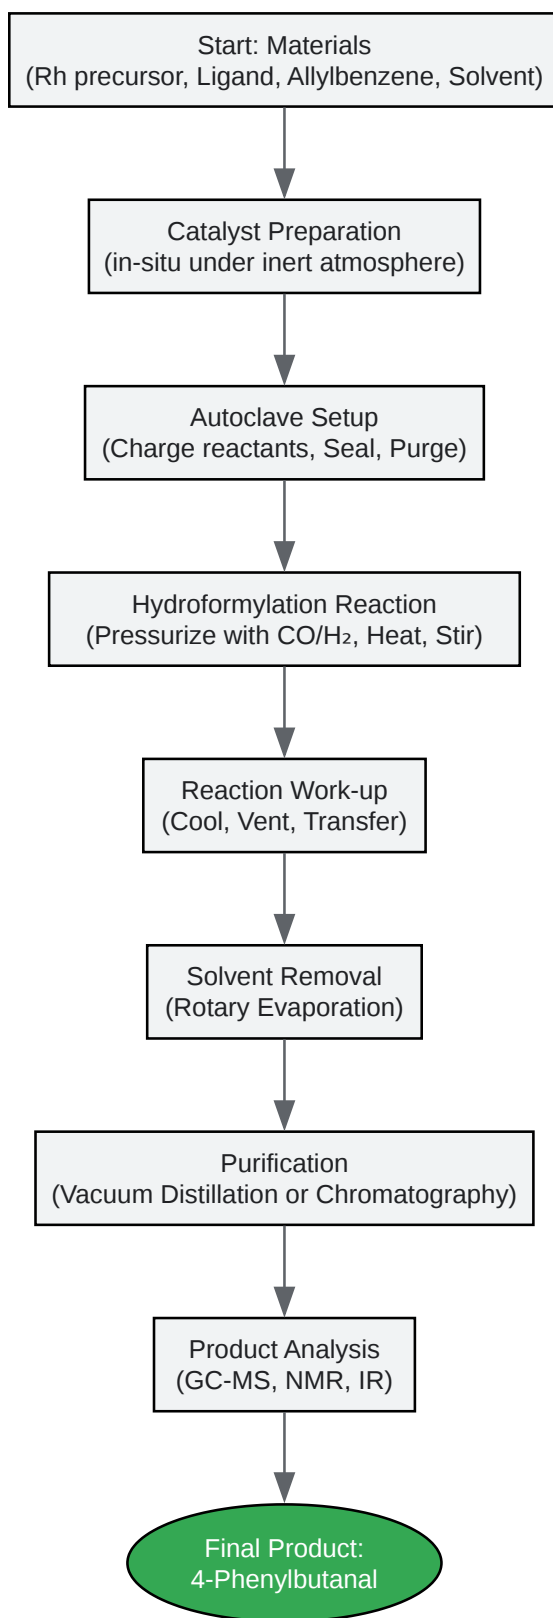 Start: Materials
(Rh precursor, Ligand, Allylbenzene, Solvent)
Catalyst Preparation
(in-situ under inert atmosphere)
Autoclave Setup
(Charge reactants, Seal, Purge)
Hydroformylation Reaction
(Pressurize with CO/H₂, Heat, Stir)
Reaction Work-up
(Cool, Vent, Transfer)
Solvent Removal
(Rotary Evaporation)
Purification
(Vacuum Distillation or Chromatography)
Product Analysis
(GC-MS, NMR, IR)
Final Product:
4-Phenylbutanal